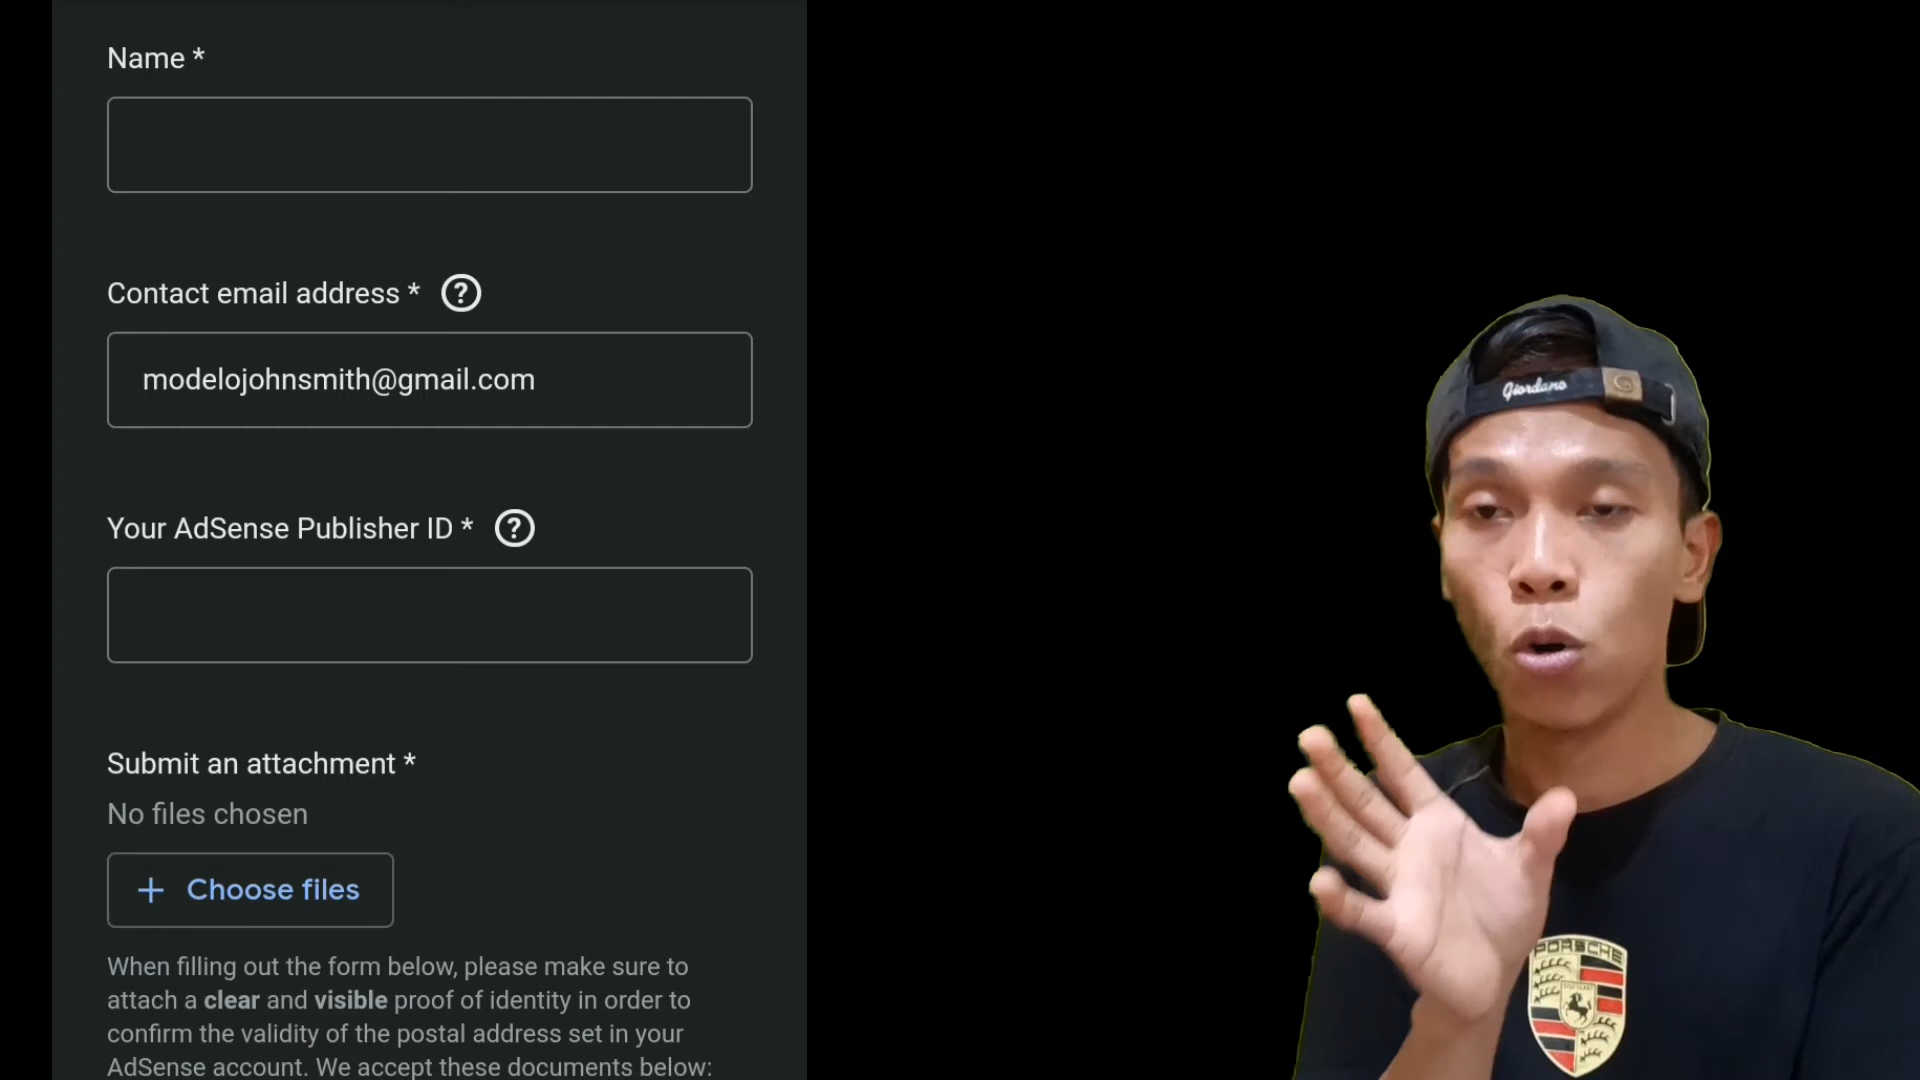 Name *
Contact email address * ?
modelojohnsmith@gmail.com
Your AdSense Publisher ID * ?
Submit an attachment *
No files chosen
+ Choose files
When filling out the form below, please make sure to
attach a clear and visible proof of identity in order to
confirm the validity of the postal address set in your
AdSense account. We accept these documents below:
Giordano
PORSCHE